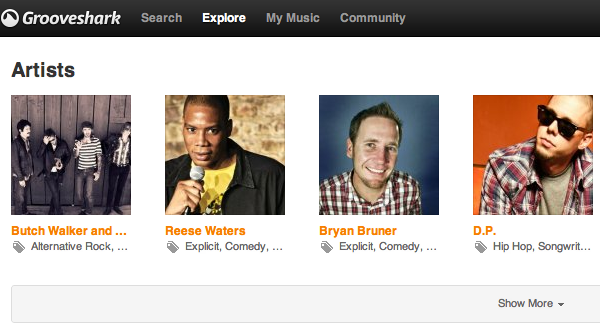 Grooveshark Search Explore My Music Community
Artists
Butch Walker and ... Reese Waters Bryan Bruner D.P.
Alternative Rock, ... Explicit, Comedy, ... Explicit, Comedy, ... Hip Hop, Songwrit...
Show More